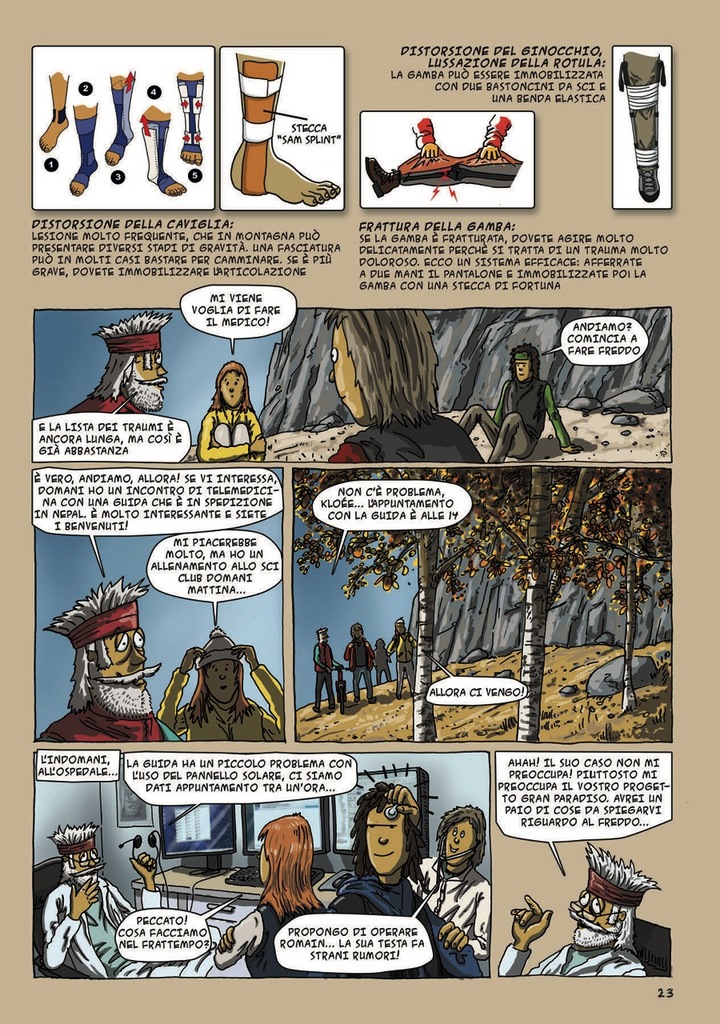 1
2
3
4
5
STECCA
"SAM SPLINT"
DISTORSIONE DEL GINOCCHIO,
LUSSAZIONE DELLA ROTULA:
LA GAMBA PUÒ ESSERE IMMOBILIZZATA
CON DUE BASTONCINI DA SCI E
UNA BENDA ELASTICA
DISTORSIONE DELLA CAVIGLIA:
LESIONE MOLTO FREQUENTE, CHE IN MONTAGNA PUÒ
PRESENTARE DIVERSI STADI DI GRAVITÀ. UNA FASCIATURA
PUÒ IN MOLTI CASI BASTARE PER CAMMINARE. SE È PIÙ
GRAVE, DOVETE IMMOBILIZZARE L'ARTICOLAZIONE
FRATTURA DELLA GAMBA:
SE LA GAMBA È FRATTURATA, DOVETE AGIRE MOLTO
DELICATAMENTE PERCHÈ SI TRATTA DI UN TRAUMA MOLTO
DOLOROSO. ECCO UN SISTEMA EFFICACE: AFFERRATE
A DUE MANI IL PANTALONE E IMMOBILIZZATE POI LA
GAMBA CON UNA STECCA DI FORTUNA
MI VIENE
VOGLIA DI FARE
IL MEDICO!
E LA LISTA DEI TRAUMI È
ANCORA LUNGA, MA COSÌ È
GIÀ ABBASTANZA
ANDIAMO?
COMINCIA A
FARE FREDDO
È VERO, ANDIAMO, ALLORA! SE VI INTERESSA,
DOMANI HO UN INCONTRO DI TELEMEDICI-
NA CON UNA GUIDA CHE È IN SPEDIZIONE
IN NEPAL. È MOLTO INTERESSANTE E SIETE
I BENVENUTI!
MI PIACEREBBE
MOLTO, MA HO UN
ALLENAMENTO ALLO SCI
CLUB DOMANI
MATTINA...
NON C'È PROBLEMA,
KLOÉE... L'APPUNTAMENTO
CON LA GUIDA È ALLE 14
ALLORA CI VENGO!
L'INDOMANI,
ALL'OSPEDALE...
LA GUIDA HA UN PICCOLO PROBLEMA CON
L'USO DEL PANNELLO SOLARE, CI SIAMO
DATI APPUNTAMENTO TRA UN'ORA...
PECCATO!
COSA FACCIAMO
NEL FRATTEMPO?
PROPONGO DI OPERARE
ROMAIN... LA SUA TESTA FA
STRANI RUMORI!
AHAH! IL SUO CASO NON MI
PREOCCUPA! PIUTTOSTO MI
PREOCCUPA IL VOSTRO PROGET-
TO GRAN PARADISO. AVREI UN
PAIO DI COSE DA SPIEGARVI
RIGUARDO AL FREDDO...
23